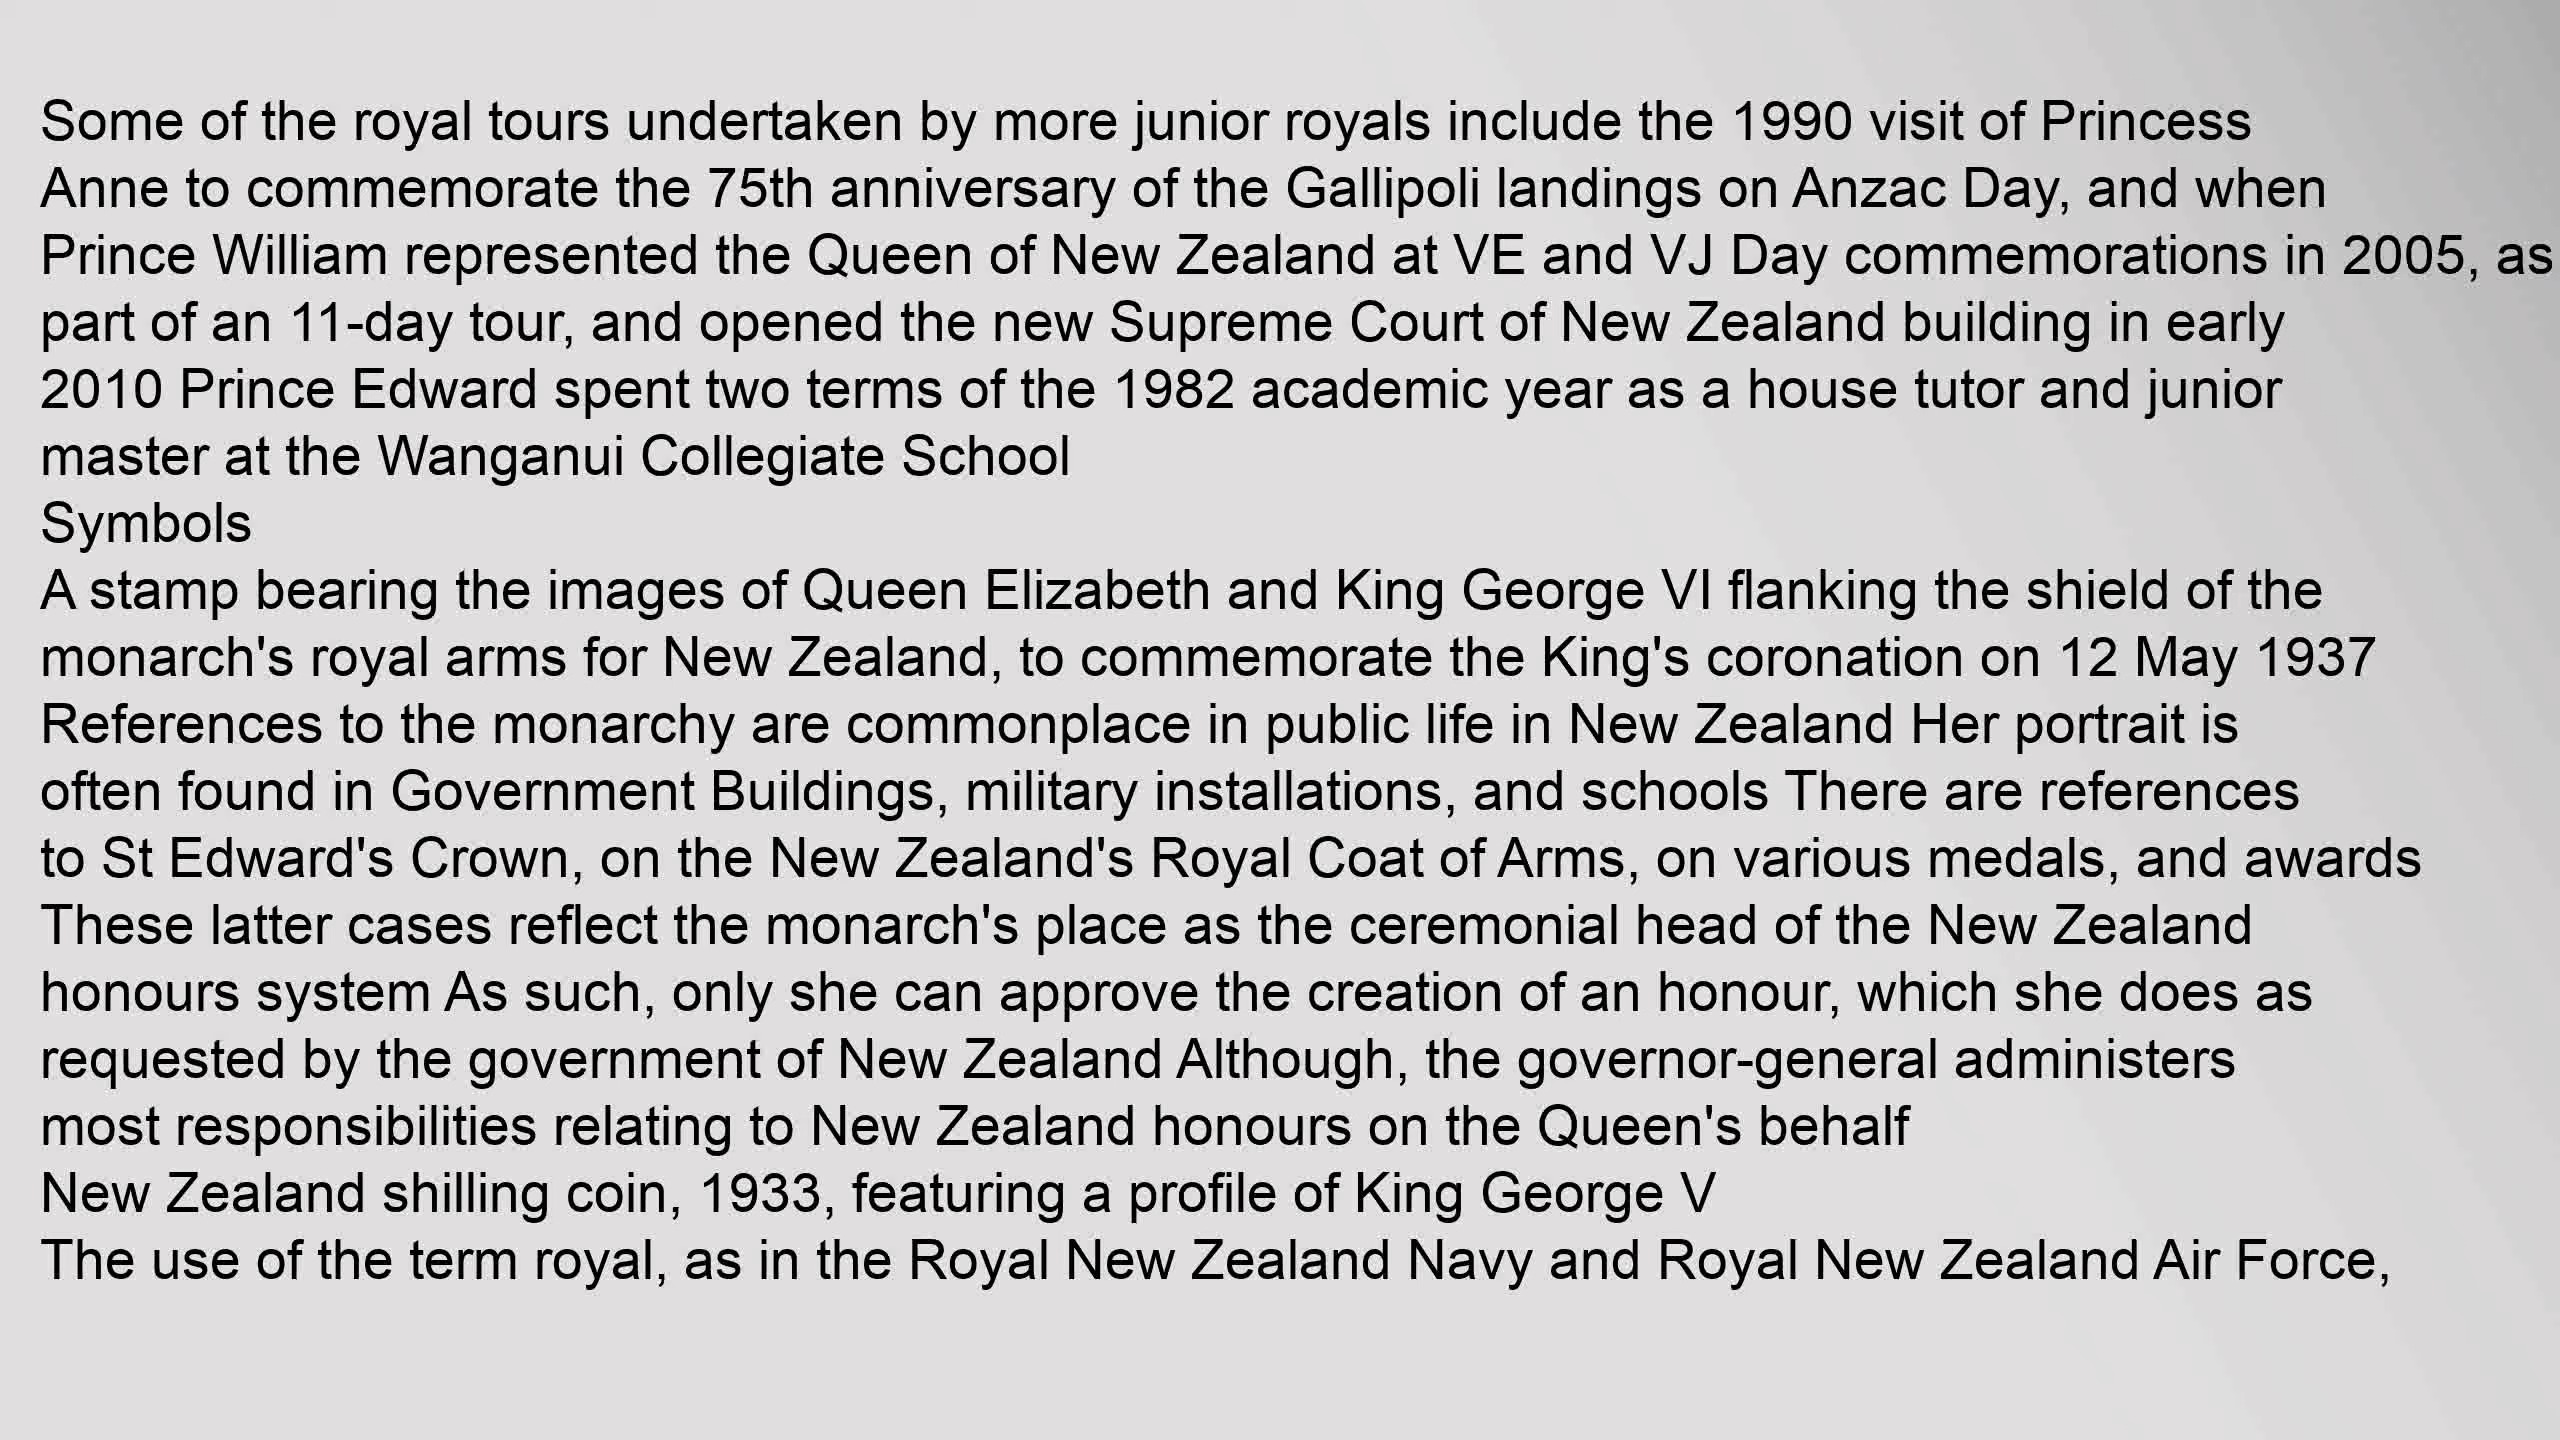 Some of the royal tours undertaken by more junior royals include the 1990 visit of Princess
Anne to commemorate the 75th anniversary of the Gallipoli landings on Anzac Day, and when
Prince William represented the Queen of New Zealand at VE and VJ Day commemorations in 2005, as
part of an 11-day tour, and opened the new Supreme Court of New Zealand building in early
2010 Prince Edward spent two terms of the 1982 academic year as a house tutor and junior
master at the Wanganui Collegiate School
Symbols
A stamp bearing the images of Queen Elizabeth and King George VI flanking the shield of the
monarch's royal arms for New Zealand, to commemorate the King's coronation on 12 May 1937
References to the monarchy are commonplace in public life in New Zealand Her portrait is
often found in Government Buildings, military installations, and schools There are references
to St Edward's Crown, on the New Zealand's Royal Coat of Arms, on various medals, and awards
These latter cases reflect the monarch's place as the ceremonial head of the New Zealand
honours system As such, only she can approve the creation of an honour, which she does as
requested by the government of New Zealand Although, the governor-general administers
most responsibilities relating to New Zealand honours on the Queen's behalf
New Zealand shilling coin, 1933, featuring a profile of King George V
The use of the term royal, as in the Royal New Zealand Navy and Royal New Zealand Air Force,